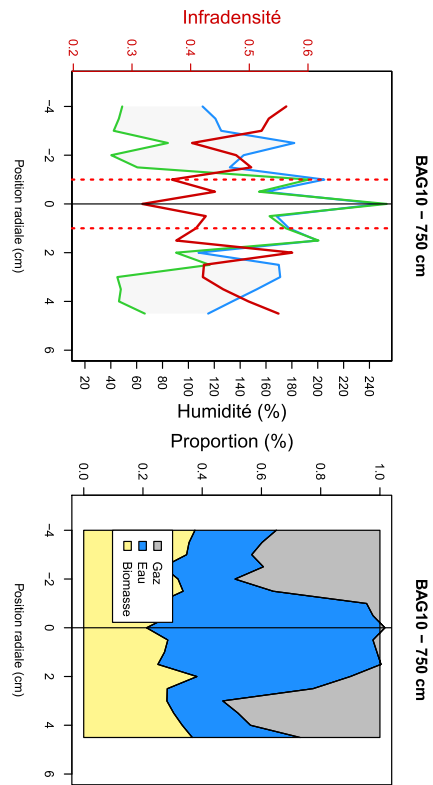 Infradensité
0.2 0.3 0.4 0.5 0.6
BAG10 − 750 cm
−4 −2 0 2 4 6
Position radiale (cm)
20 40 60 80 100 120 140 160 180 200 220 240
Humidité (%)
Proportion (%)
0.0 0.2 0.4 0.6 0.8 1.0
BAG10 − 750 cm
−4 −2 0 2 4 6
Position radiale (cm)
Gaz
Eau
Biomasse